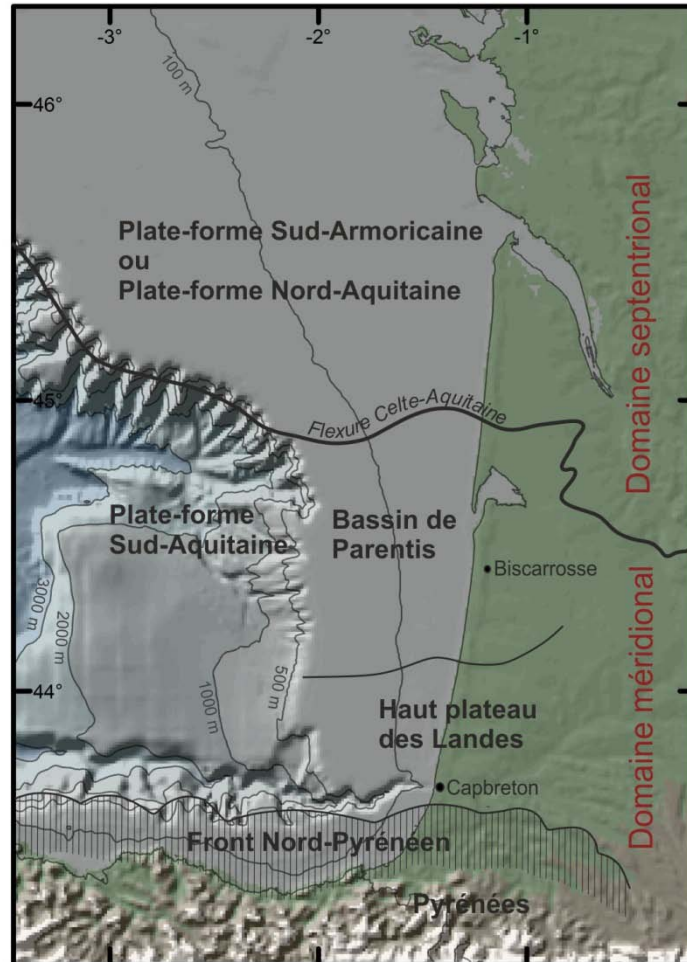 -3°
-2°
-1°
46°
100 m
Plate-forme Sud-Armoricaine
ou
Plate-forme Nord-Aquitaine
Domaine septentrional
45°
Flexure Celte-Aquitaine
Plate-forme
Sud-Aquitaine
Bassin de
Parentis
Biscarrosse
3000 m
2000 m
1000 m
500 m
44°
Haut plateau
des Landes
Domaine méridional
Capbreton
Front Nord-Pyrénéen
Pyrénées